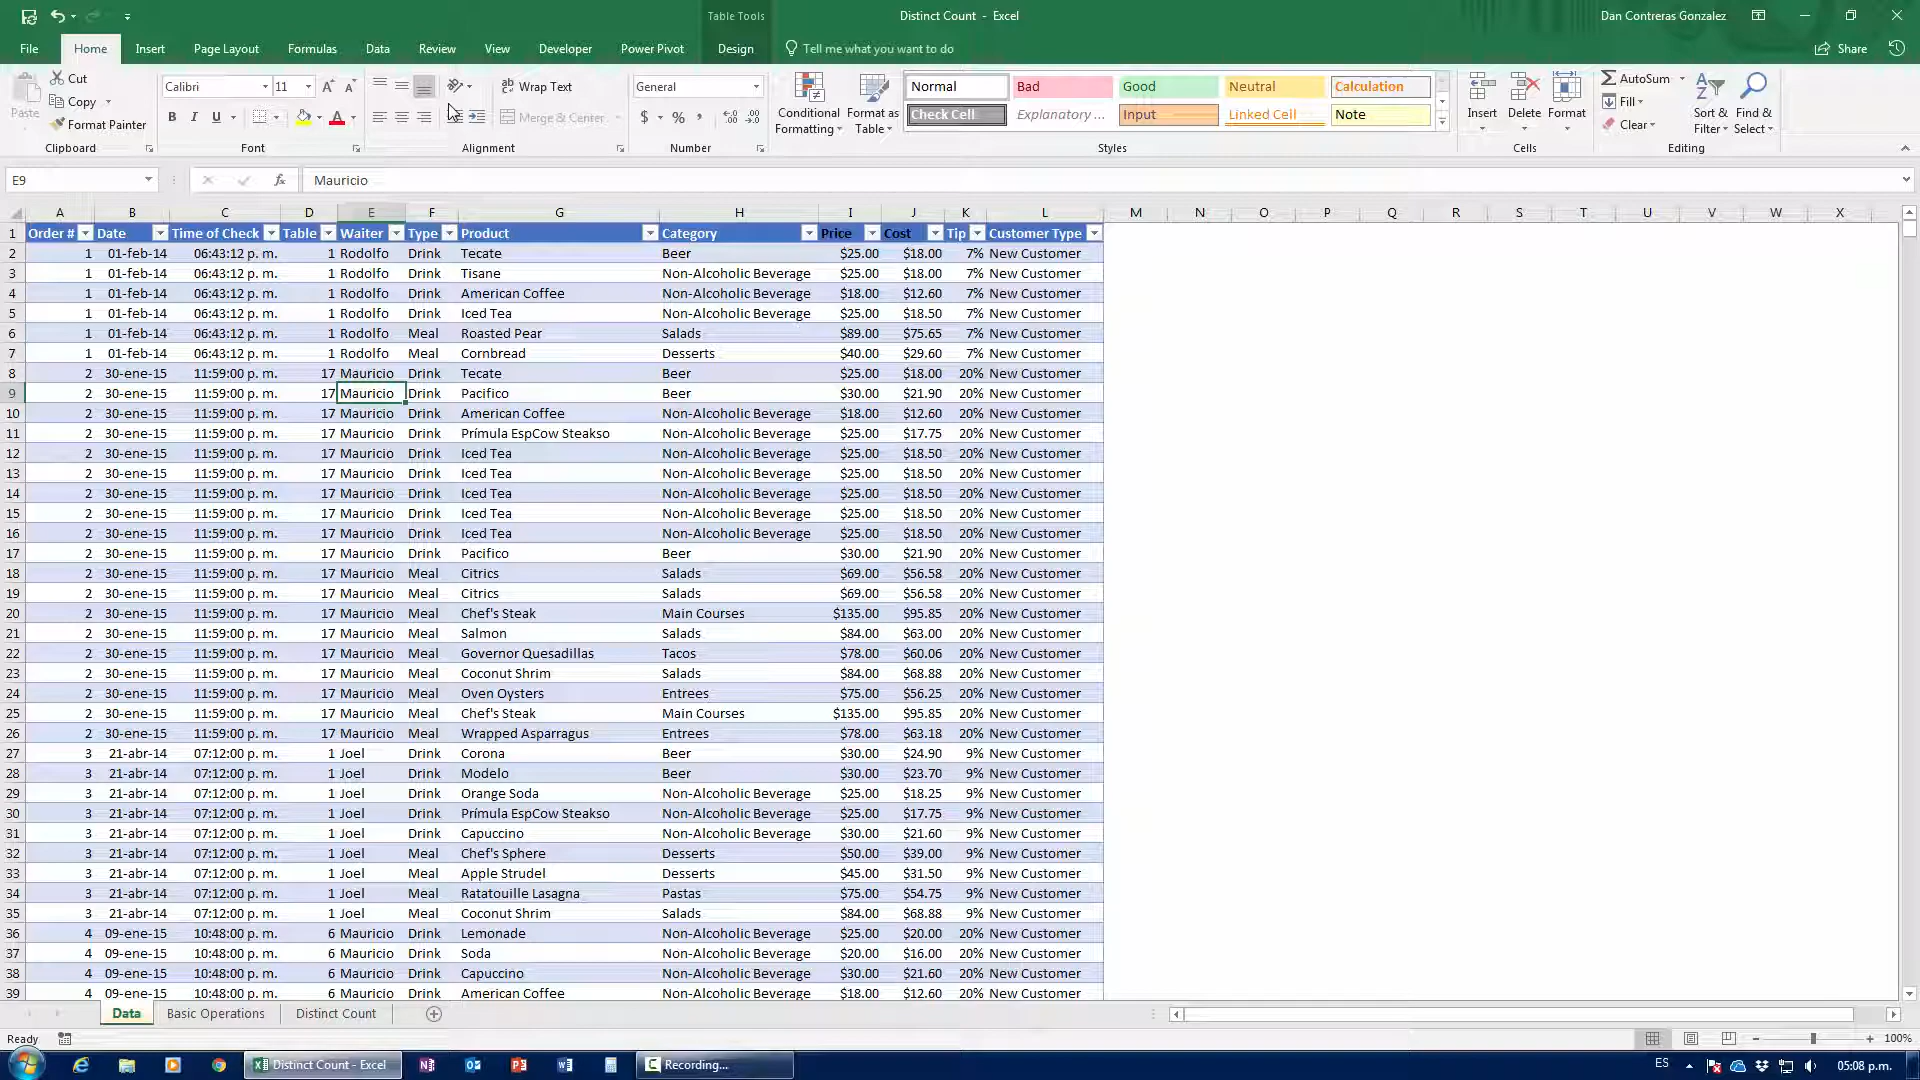 Table Tools
Distinct Count - Excel
Dan Contreras Gonzalez
File Home Insert Page Layout Formulas Data Review View Developer Power Pivot Design Tell me what you want to do Share
Paste
Cut
Copy
Format Painter
Calibri 11
B I U
Wrap Text
Merge & Center
General
$ % ,
Conditional Formatting
Format as Table
Normal Bad Good Neutral Calculation
Check Cell Explanatory ... Input Linked Cell Note
Insert Delete Format
AutoSum
Fill
Clear
Sort & Filter
Find & Select
Clipboard Font Alignment Number Styles Cells Editing
E9 fx Mauricio
A B C D E F G H I J K L M N O P Q R S T U V W X
1 Order # Date Time of Check Table Waiter Type Product Category Price Cost Tip Customer Type
2 1 01-feb-14 06:43:12 p. m. 1 Rodolfo Drink Tecate Beer $25.00 $18.00 7% New Customer
3 1 01-feb-14 06:43:12 p. m. 1 Rodolfo Drink Tisane Non-Alcoholic Beverage $25.00 $18.00 7% New Customer
4 1 01-feb-14 06:43:12 p. m. 1 Rodolfo Drink American Coffee Non-Alcoholic Beverage $18.00 $12.60 7% New Customer
5 1 01-feb-14 06:43:12 p. m. 1 Rodolfo Drink Iced Tea Non-Alcoholic Beverage $25.00 $18.50 7% New Customer
6 1 01-feb-14 06:43:12 p. m. 1 Rodolfo Meal Roasted Pear Salads $89.00 $75.65 7% New Customer
7 1 01-feb-14 06:43:12 p. m. 1 Rodolfo Meal Cornbread Desserts $40.00 $29.60 7% New Customer
8 2 30-ene-15 11:59:00 p. m. 17 Mauricio Drink Tecate Beer $25.00 $18.00 20% New Customer
9 2 30-ene-15 11:59:00 p. m. 17 Mauricio Drink Pacifico Beer $30.00 $21.90 20% New Customer
10 2 30-ene-15 11:59:00 p. m. 17 Mauricio Drink American Coffee Non-Alcoholic Beverage $18.00 $12.60 20% New Customer
11 2 30-ene-15 11:59:00 p. m. 17 Mauricio Drink Prímula EspCow Steakso Non-Alcoholic Beverage $25.00 $17.75 20% New Customer
12 2 30-ene-15 11:59:00 p. m. 17 Mauricio Drink Iced Tea Non-Alcoholic Beverage $25.00 $18.50 20% New Customer
13 2 30-ene-15 11:59:00 p. m. 17 Mauricio Drink Iced Tea Non-Alcoholic Beverage $25.00 $18.50 20% New Customer
14 2 30-ene-15 11:59:00 p. m. 17 Mauricio Drink Iced Tea Non-Alcoholic Beverage $25.00 $18.50 20% New Customer
15 2 30-ene-15 11:59:00 p. m. 17 Mauricio Drink Iced Tea Non-Alcoholic Beverage $25.00 $18.50 20% New Customer
16 2 30-ene-15 11:59:00 p. m. 17 Mauricio Drink Iced Tea Non-Alcoholic Beverage $25.00 $18.50 20% New Customer
17 2 30-ene-15 11:59:00 p. m. 17 Mauricio Drink Pacifico Beer $30.00 $21.90 20% New Customer
18 2 30-ene-15 11:59:00 p. m. 17 Mauricio Meal Citrics Salads $69.00 $56.58 20% New Customer
19 2 30-ene-15 11:59:00 p. m. 17 Mauricio Meal Citrics Salads $69.00 $56.58 20% New Customer
20 2 30-ene-15 11:59:00 p. m. 17 Mauricio Meal Chef's Steak Main Courses $135.00 $95.85 20% New Customer
21 2 30-ene-15 11:59:00 p. m. 17 Mauricio Meal Salmon Salads $84.00 $63.00 20% New Customer
22 2 30-ene-15 11:59:00 p. m. 17 Mauricio Meal Governor Quesadillas Tacos $78.00 $60.06 20% New Customer
23 2 30-ene-15 11:59:00 p. m. 17 Mauricio Meal Coconut Shrim Salads $84.00 $68.88 20% New Customer
24 2 30-ene-15 11:59:00 p. m. 17 Mauricio Meal Oven Oysters Entrees $75.00 $56.25 20% New Customer
25 2 30-ene-15 11:59:00 p. m. 17 Mauricio Meal Chef's Steak Main Courses $135.00 $95.85 20% New Customer
26 2 30-ene-15 11:59:00 p. m. 17 Mauricio Meal Wrapped Asparragus Entrees $78.00 $63.18 20% New Customer
27 3 21-abr-14 07:12:00 p. m. 1 Joel Drink Corona Beer $30.00 $24.90 9% New Customer
28 3 21-abr-14 07:12:00 p. m. 1 Joel Drink Modelo Beer $30.00 $23.70 9% New Customer
29 3 21-abr-14 07:12:00 p. m. 1 Joel Drink Orange Soda Non-Alcoholic Beverage $25.00 $18.25 9% New Customer
30 3 21-abr-14 07:12:00 p. m. 1 Joel Drink Prímula EspCow Steakso Non-Alcoholic Beverage $25.00 $17.75 9% New Customer
31 3 21-abr-14 07:12:00 p. m. 1 Joel Drink Capuccino Non-Alcoholic Beverage $30.00 $21.60 9% New Customer
32 3 21-abr-14 07:12:00 p. m. 1 Joel Meal Chef's Sphere Desserts $50.00 $39.00 9% New Customer
33 3 21-abr-14 07:12:00 p. m. 1 Joel Meal Apple Strudel Desserts $45.00 $31.50 9% New Customer
34 3 21-abr-14 07:12:00 p. m. 1 Joel Meal Ratatouille Lasagna Pastas $75.00 $54.75 9% New Customer
35 3 21-abr-14 07:12:00 p. m. 1 Joel Meal Coconut Shrim Salads $84.00 $68.88 9% New Customer
36 4 09-ene-15 10:48:00 p. m. 6 Mauricio Drink Lemonade Non-Alcoholic Beverage $25.00 $20.00 20% New Customer
37 4 09-ene-15 10:48:00 p. m. 6 Mauricio Drink Soda Non-Alcoholic Beverage $20.00 $16.00 20% New Customer
38 4 09-ene-15 10:48:00 p. m. 6 Mauricio Drink Capuccino Non-Alcoholic Beverage $30.00 $21.60 20% New Customer
39 4 09-ene-15 10:48:00 p. m. 6 Mauricio Drink American Coffee Non-Alcoholic Beverage $18.00 $12.60 20% New Customer
Data Basic Operations Distinct Count
Ready 100%
Distinct Count - Excel Recording... ES 05:08 p.m.